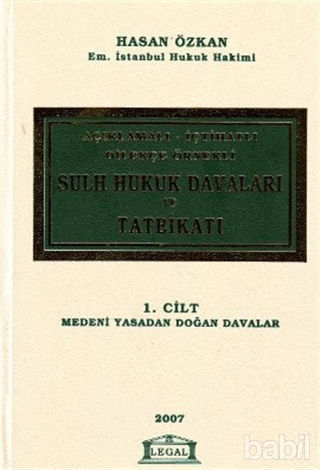 HASAN ÖZKAN
Em. İstanbul Hukuk Hakimi
AÇIKLAMALI - İÇTİHATLI
DİLEKÇE ÖRNEKLİ
SULH HUKUK DAVALARI
VE
TATBİKATI
1. CİLT
MEDENİ YASADAN DOĞAN DAVALAR
2007
LEGAL
babil.com